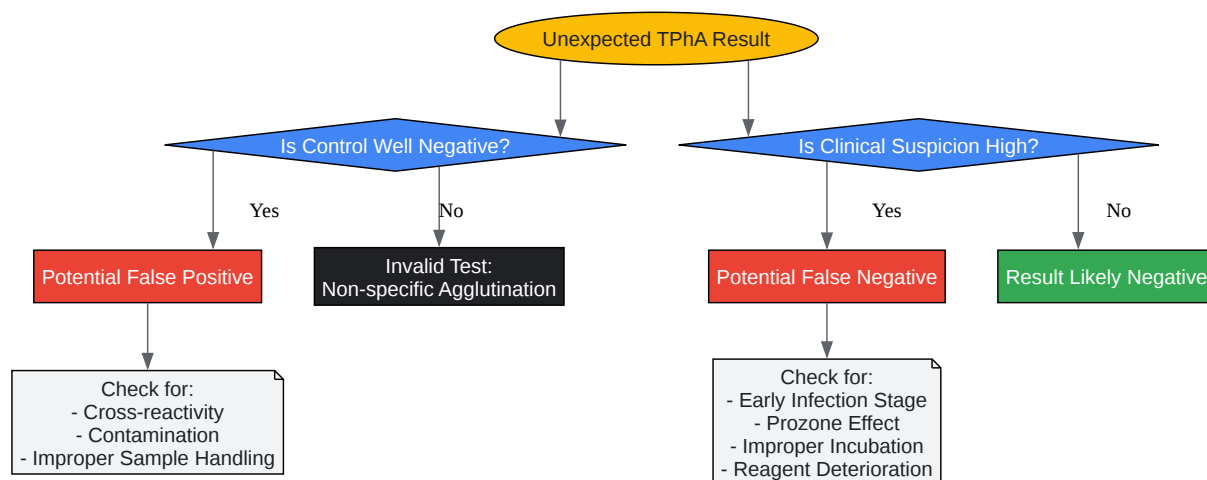 Unexpected TPhA Result
Is Control Well Negative?
Is Clinical Suspicion High?
Yes
No
Yes
No
Potential False Positive
Invalid Test:
Non-specific Agglutination
Potential False Negative
Result Likely Negative
Check for:
- Cross-reactivity
- Contamination
- Improper Sample Handling
Check for:
- Early Infection Stage
- Prozone Effect
- Improper Incubation
- Reagent Deterioration